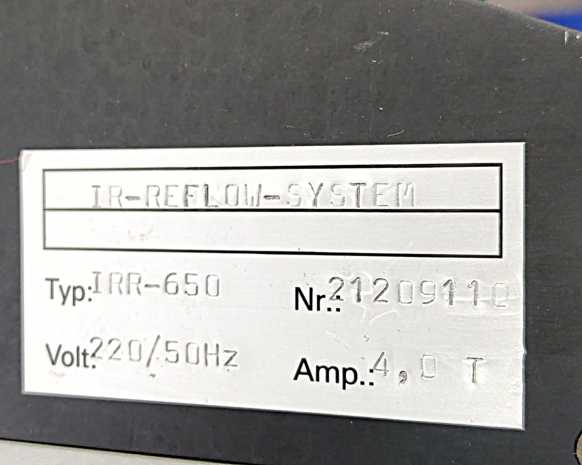 IR-REFLOW-SYSTEM
Typ: IRR-650 Nr.: 21209110
Volt: 220/50Hz Amp.: 4,0 T